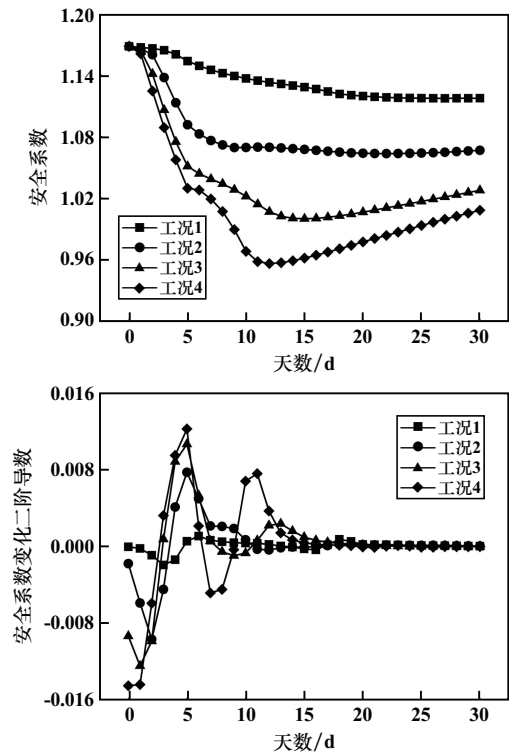 1.20
1.14
1.08
1.02
0.96
0.90
安全系数
工况1
工况2
工况3
工况4
0 5 10 15 20 25 30
天数/d
0.016
0.008
0.000
-0.008
-0.016
安全系数变化二阶导数
工况1
工况2
工况3
工况4
0 5 10 15 20 25 30
天数/d